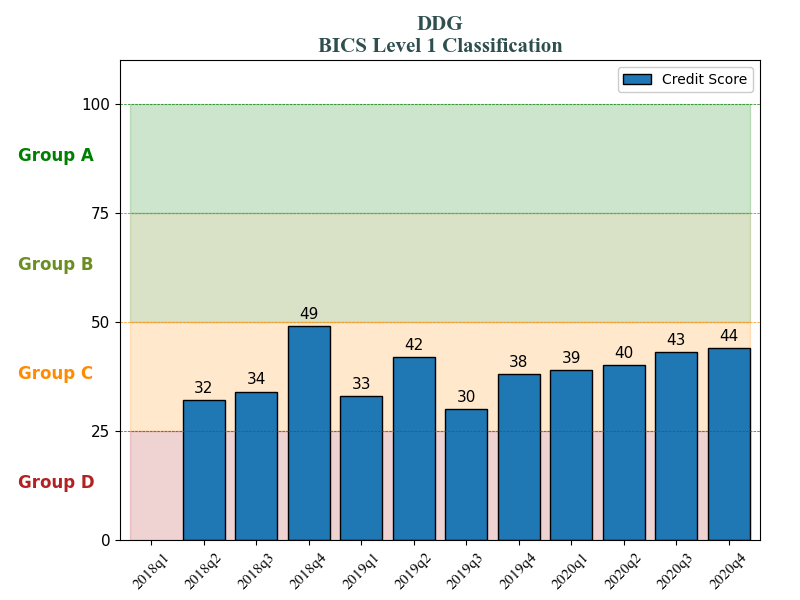 DDG
BICS Level 1 Classification
Credit Score
100
Group A
75
Group B
50
Group C
25
Group D
0
32
34
49
33
42
30
38
39
40
43
44
2018q1
2018q2
2018q3
2018q4
2019q1
2019q2
2019q3
2019q4
2020q1
2020q2
2020q3
2020q4